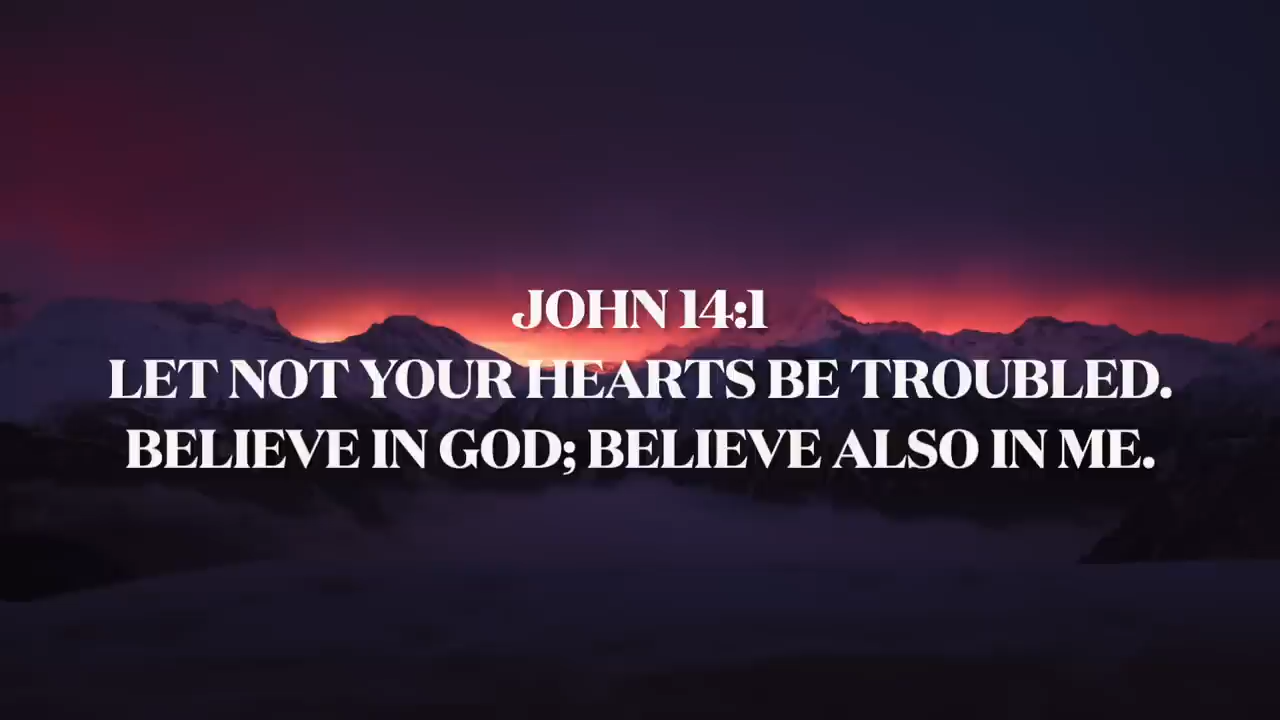 JOHN 14:1
LET NOT YOUR HEARTS BE TROUBLED.
BELIEVE IN GOD; BELIEVE ALSO IN ME.